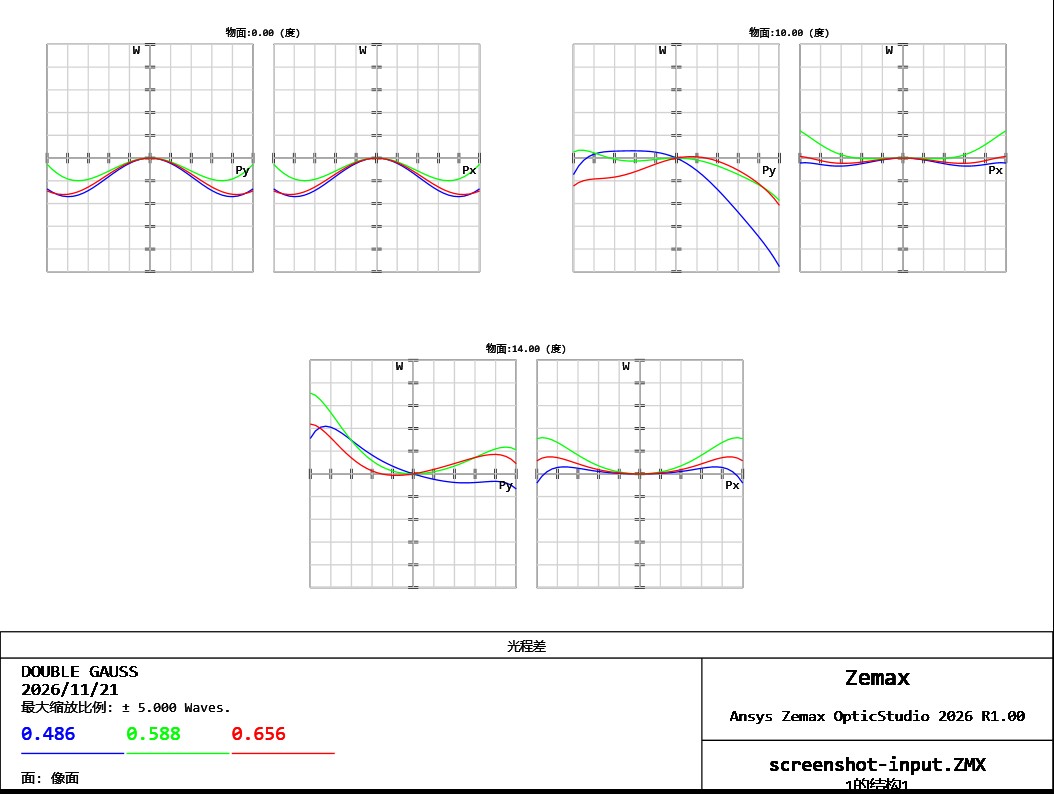 物面:0.00 (度)
W
W
Py
Px
物面:10.00 (度)
W
W
Py
Px
物面:14.00 (度)
W
W
Py
Px
光程差
DOUBLE GAUSS
2026/11/21
最大缩放比例: ± 5.000 Waves.
0.486 0.588 0.656
面: 像面
Zemax
Ansys Zemax OpticStudio 2026 R1.00
screenshot-input.ZMX
1的结构1